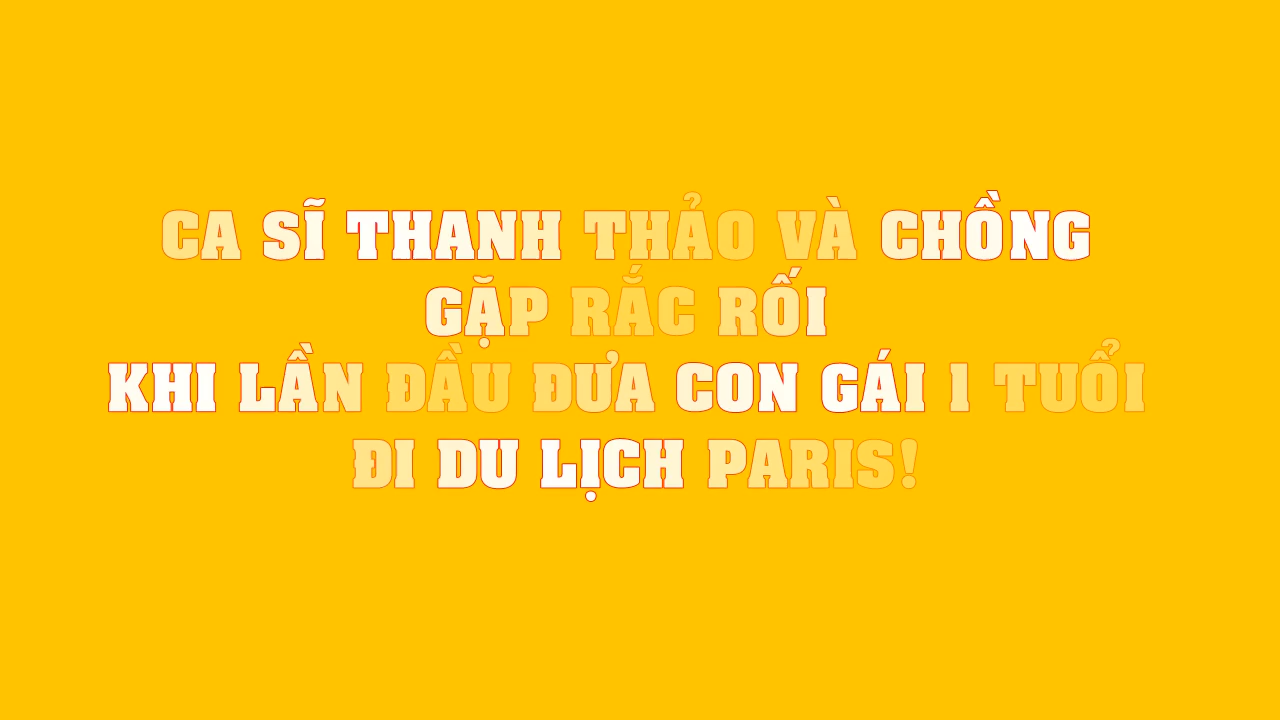 CA SĨ THANH THẢO VÀ CHỒNG
GẶP RẮC RỐI
KHI LẦN ĐẦU ĐƯA CON GÁI 1 TUỔI
ĐI DU LỊCH PARIS!